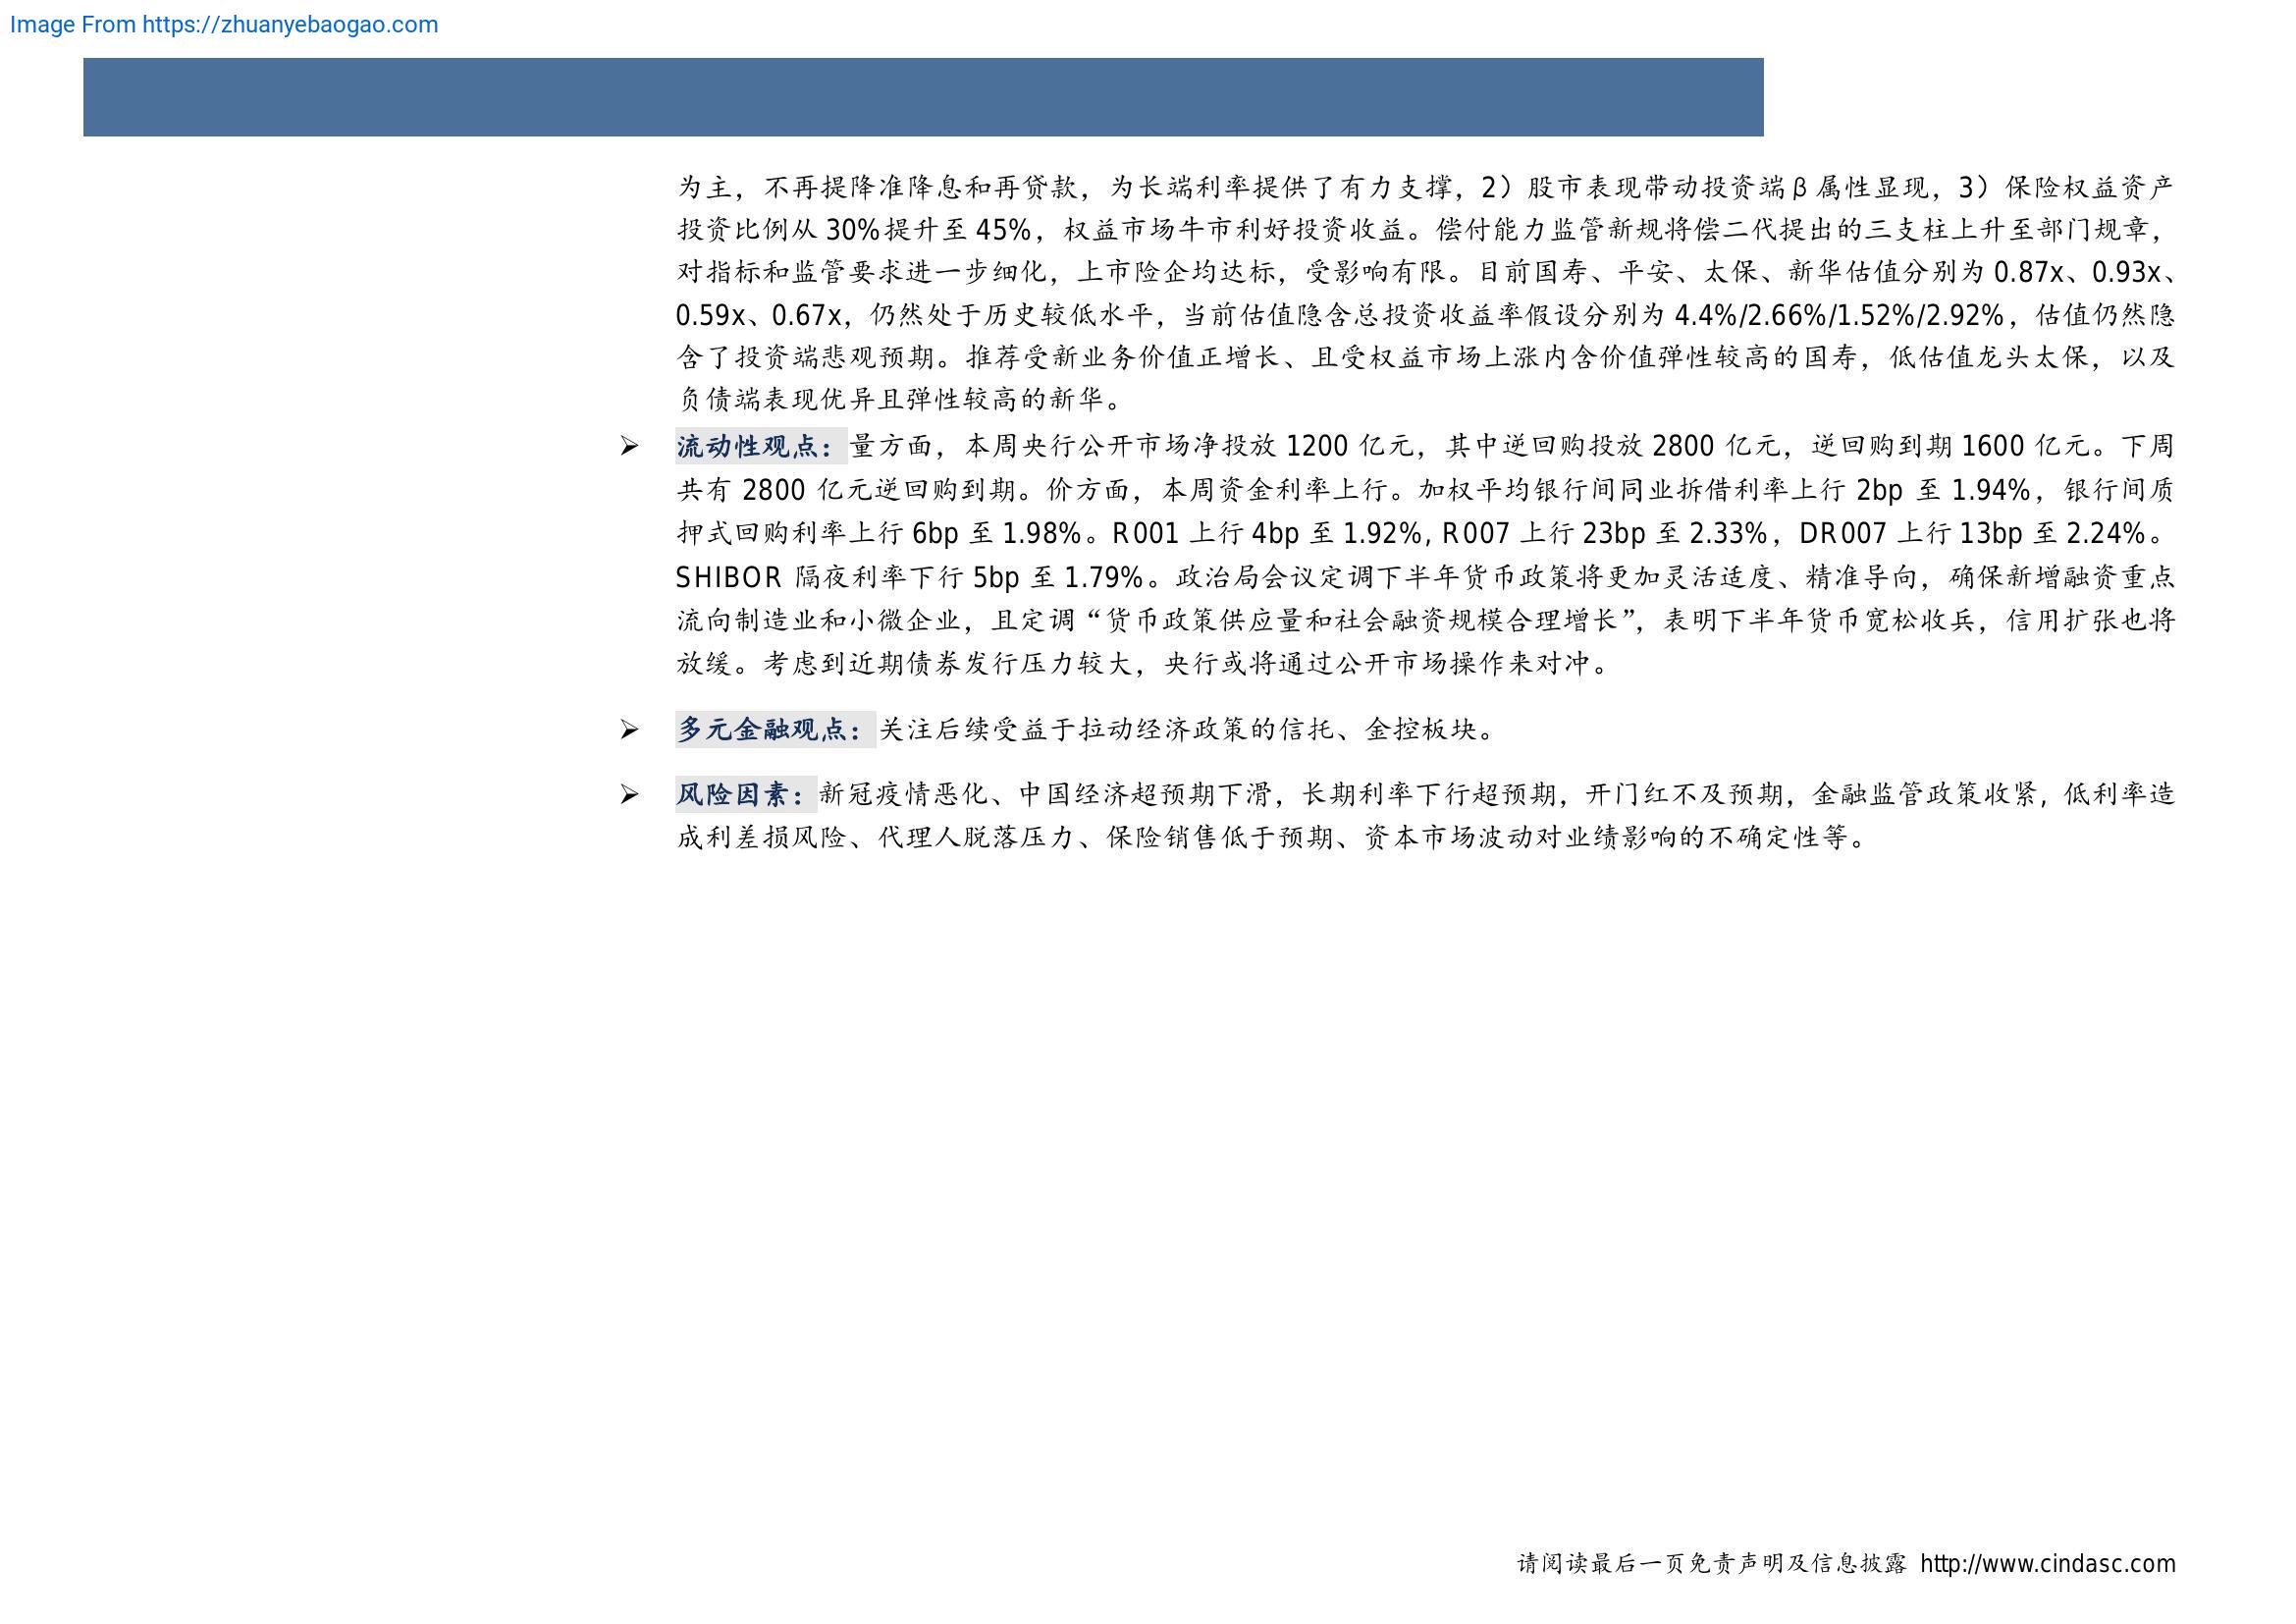 Image From https://zhuanyebaogao.com
为主，不再提降准降息和再贷款，为长端利率提供了有力支撑，2）股市表现带动投资端β属性显现，3）保险权益资产
投资比例从 30%提升至 45%，权益市场牛市利好投资收益。偿付能力监管新规将偿二代提出的三支柱上升至部门规章，
对指标和监管要求进一步细化，上市险企均达标，受影响有限。目前国寿、平安、太保、新华估值分别为 0.87x、0.93x、
0.59x、0.67x，仍然处于历史较低水平，当前估值隐含总投资收益率假设分别为 4.4%/2.66%/1.52%/2.92%，估值仍然隐
含了投资端悲观预期。推荐受新业务价值正增长、且受权益市场上涨内含价值弹性较高的国寿，低估值龙头太保，以及
负债端表现优异且弹性较高的新华。
➢ 流动性观点：量方面，本周央行公开市场净投放 1200 亿元，其中逆回购投放 2800 亿元，逆回购到期 1600 亿元。下周
共有 2800 亿元逆回购到期。价方面，本周资金利率上行。加权平均银行间同业拆借利率上行 2bp 至 1.94%，银行间质
押式回购利率上行 6bp 至 1.98%。R001 上行 4bp 至 1.92%, R007 上行 23bp 至 2.33%，DR007 上行 13bp 至 2.24%。
SHIBOR 隔夜利率下行 5bp 至 1.79%。政治局会议定调下半年货币政策将更加灵活适度、精准导向，确保新增融资重点
流向制造业和小微企业，且定调“货币政策供应量和社会融资规模合理增长”，表明下半年货币宽松收兵，信用扩张也将
放缓。考虑到近期债券发行压力较大，央行或将通过公开市场操作来对冲。
➢ 多元金融观点：关注后续受益于拉动经济政策的信托、金控板块。
➢ 风险因素：新冠疫情恶化、中国经济超预期下滑，长期利率下行超预期，开门红不及预期，金融监管政策收紧, 低利率造
成利差损风险、代理人脱落压力、保险销售低于预期、资本市场波动对业绩影响的不确定性等。
请阅读最后一页免责声明及信息披露 http://www.cindasc.com